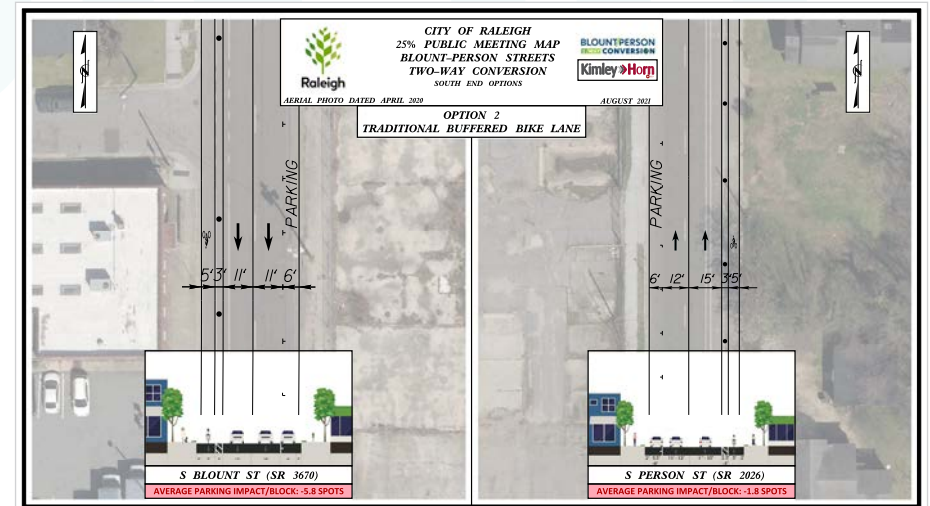 CITY OF RALEIGH
25% PUBLIC MEETING MAP
BLOUNT–PERSON STREETS
TWO–WAY CONVERSION
SOUTH END OPTIONS
Raleigh
BLOUNT PERSON
CONVERSION
Kimley»Horn
AERIAL PHOTO DATED APRIL 2020
AUGUST 2021
OPTION 2
TRADITIONAL BUFFERED BIKE LANE
PARKING
5' 3' 11' 11' 6'
S BLOUNT ST (SR 3670)
AVERAGE PARKING IMPACT/BLOCK: -5.8 SPOTS
PARKING
6' 12' 15' 3' 5'
S PERSON ST (SR 2026)
AVERAGE PARKING IMPACT/BLOCK: -1.8 SPOTS